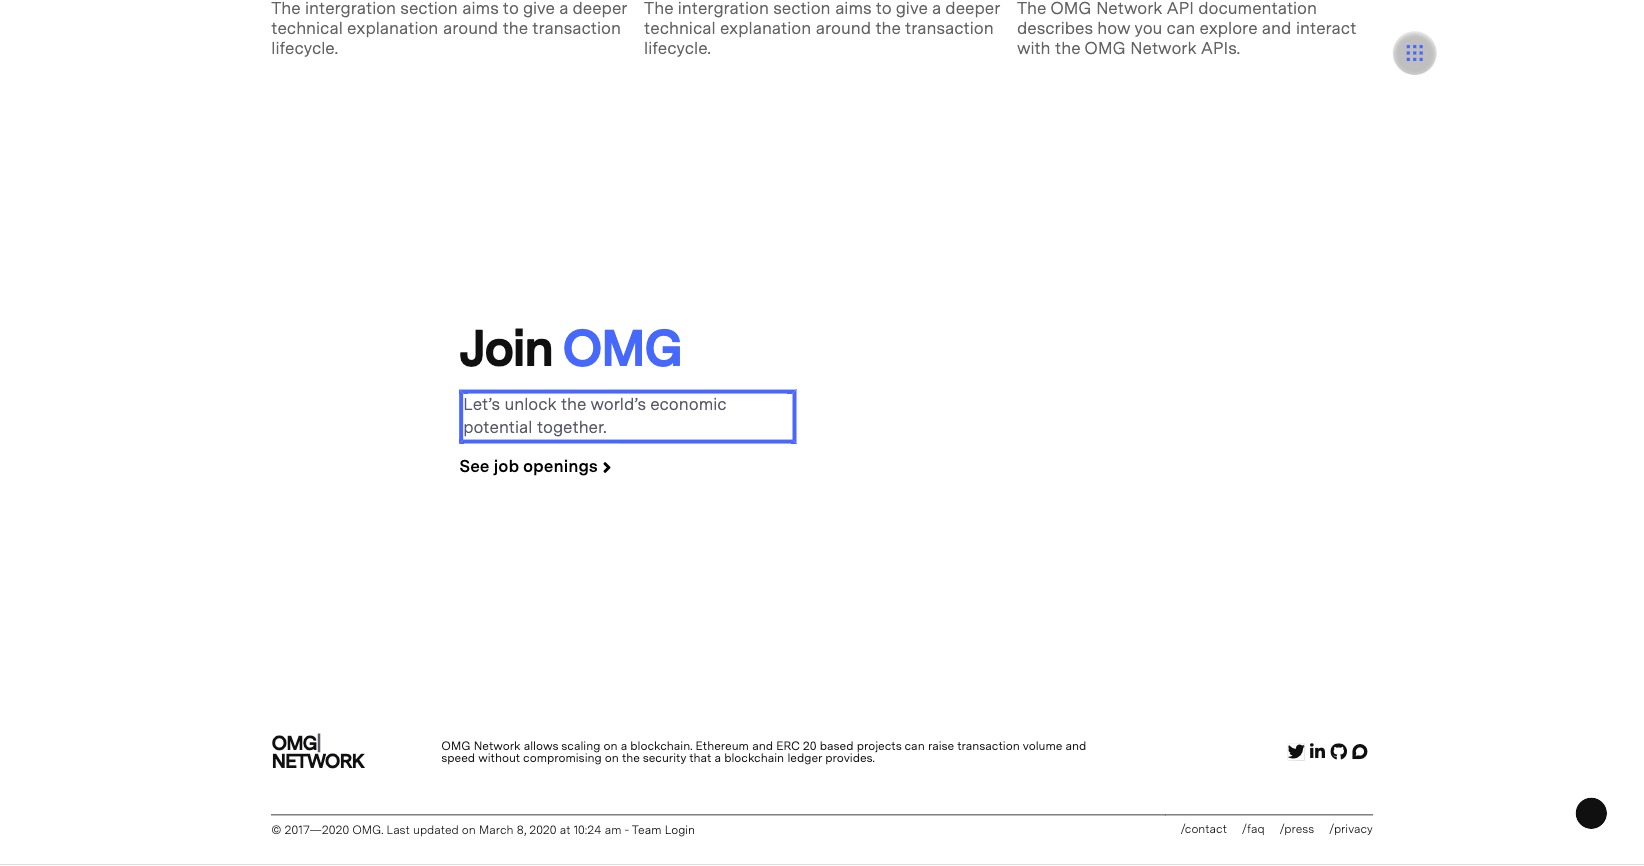 The intergration section aims to give a deeper
technical explanation around the transaction
lifecycle.
The intergration section aims to give a deeper
technical explanation around the transaction
lifecycle.
The OMG Network API documentation
describes how you can explore and interact
with the OMG Network APIs.
Join OMG
Let’s unlock the world’s economic
potential together.
See job openings
OMG
NETWORK
OMG Network allows scaling on a blockchain. Ethereum and ERC 20 based projects can raise transaction volume and
speed without compromising on the security that a blockchain ledger provides.
in
© 2017—2020 OMG. Last updated on March 8, 2020 at 10:24 am - Team Login
/contact /faq /press /privacy